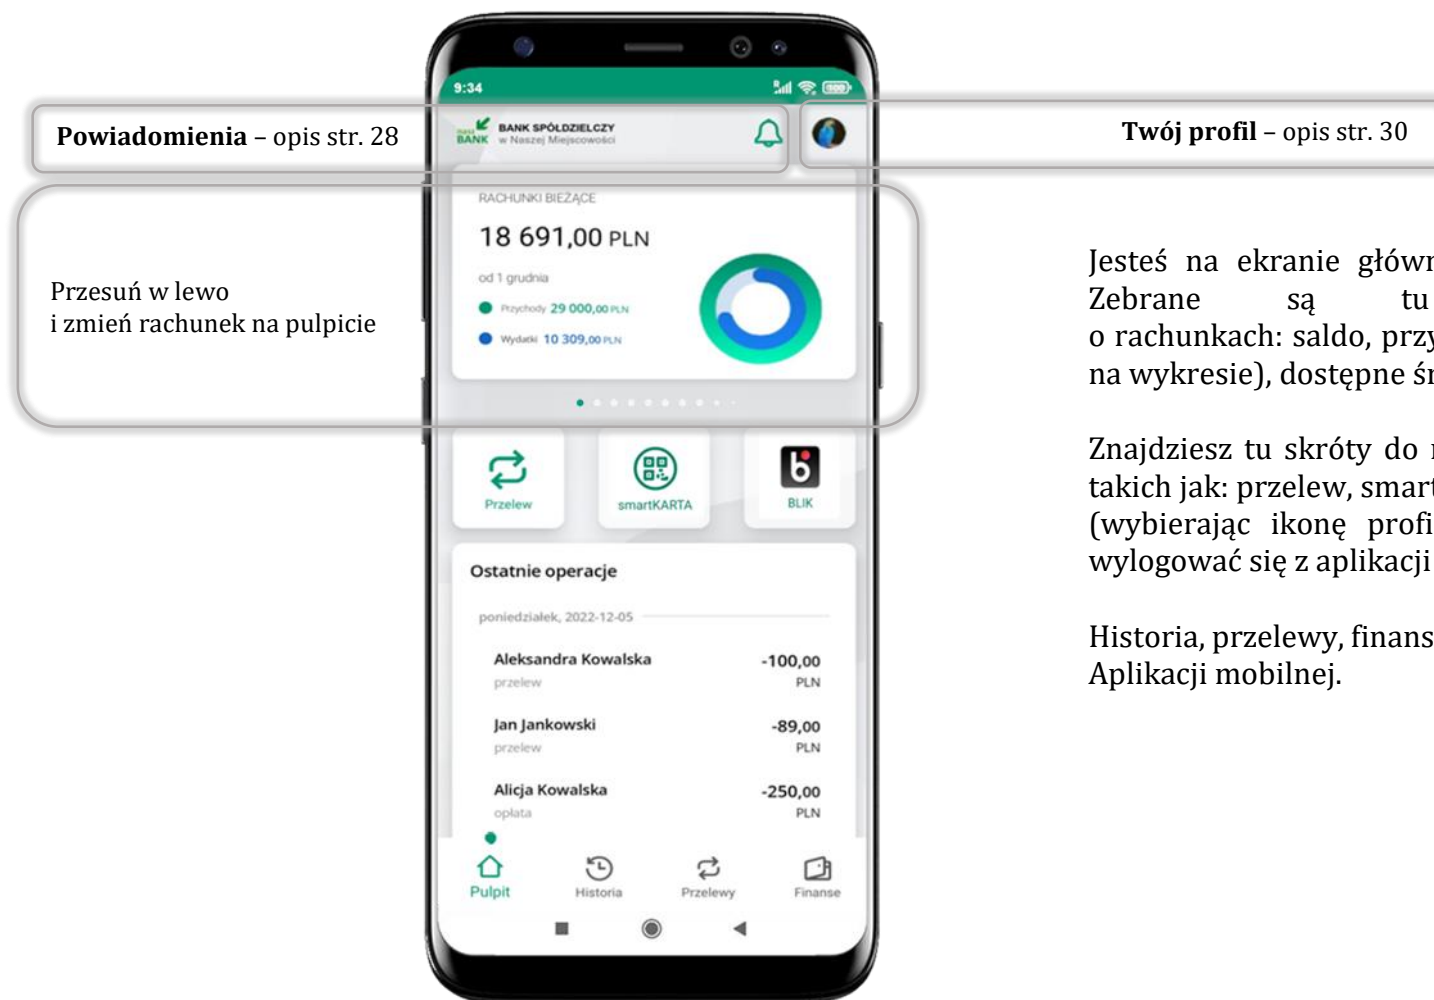 9:34
Powiadomienia – opis str. 28
nasz BANK
BANK SPÓŁDZIELCZY
w Naszej Miejscowości
Twój profil – opis str. 30
Przesuń w lewo
i zmień rachunek na pulpicie
RACHUNKI BIEŻĄCE
18 691,00 PLN
od 1 grudnia
Przychody 29 000,00 PLN
Wydatki 10 309,00 PLN
Przelew
smartKARTA
BLIK
Ostatnie operacje
poniedziałek, 2022-12-05
Aleksandra Kowalska -100,00
przelew PLN
Jan Jankowski -89,00
przelew PLN
Alicja Kowalska -250,00
opłata PLN
Pulpit
Historia
Przelewy
Finanse
Jesteś na ekranie główn
Zebrane są tu
o rachunkach: saldo, przy
na wykresie), dostępne śr
Znajdziesz tu skróty do
takich jak: przelew, smart
(wybierając ikonę profi
wylogować się z aplikacji
Historia, przelewy, finans
Aplikacji mobilnej.